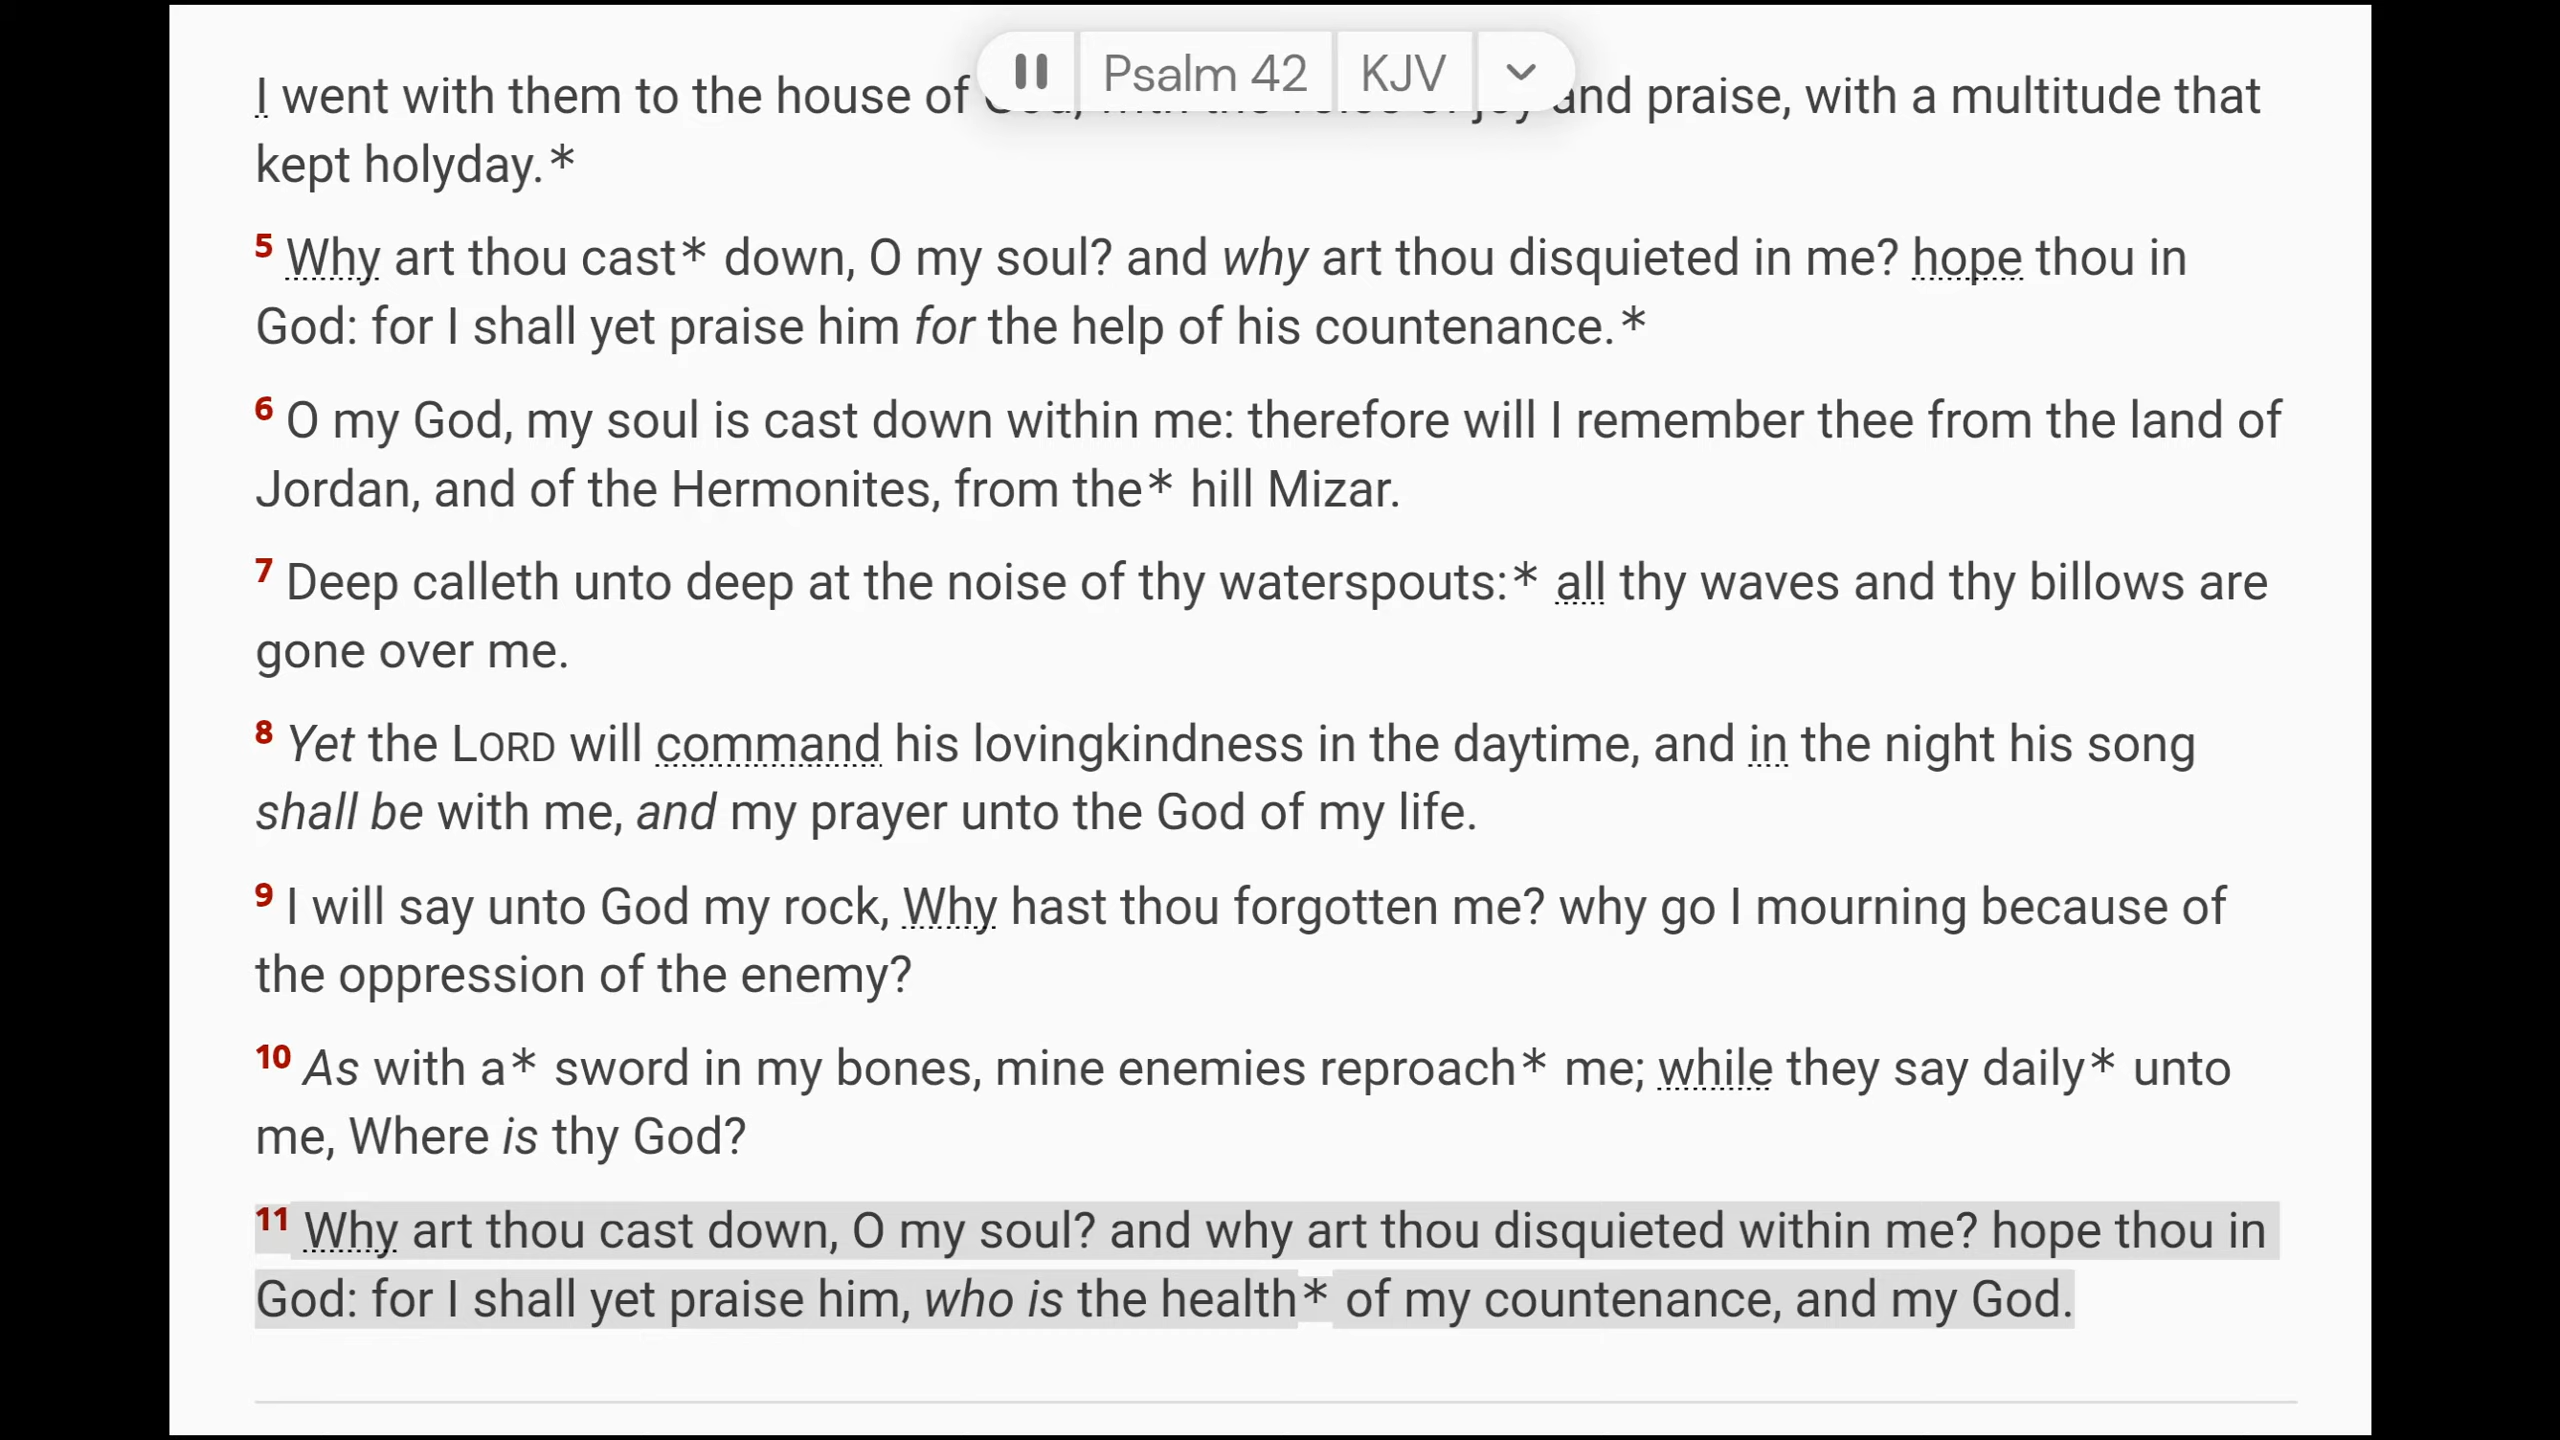 Psalm 42 KJV
I went with them to the house of and praise, with a multitude that
kept holyday.*
5 Why art thou cast* down, O my soul? and why art thou disquieted in me? hope thou in
God: for I shall yet praise him for the help of his countenance.*
6 O my God, my soul is cast down within me: therefore will I remember thee from the land of
Jordan, and of the Hermonites, from the* hill Mizar.
7 Deep calleth unto deep at the noise of thy waterspouts:* all thy waves and thy billows are
gone over me.
8 Yet the LORD will command his lovingkindness in the daytime, and in the night his song
shall be with me, and my prayer unto the God of my life.
9 I will say unto God my rock, Why hast thou forgotten me? why go I mourning because of
the oppression of the enemy?
10 As with a* sword in my bones, mine enemies reproach* me; while they say daily* unto
me, Where is thy God?
11 Why art thou cast down, O my soul? and why art thou disquieted within me? hope thou in
God: for I shall yet praise him, who is the health* of my countenance, and my God.